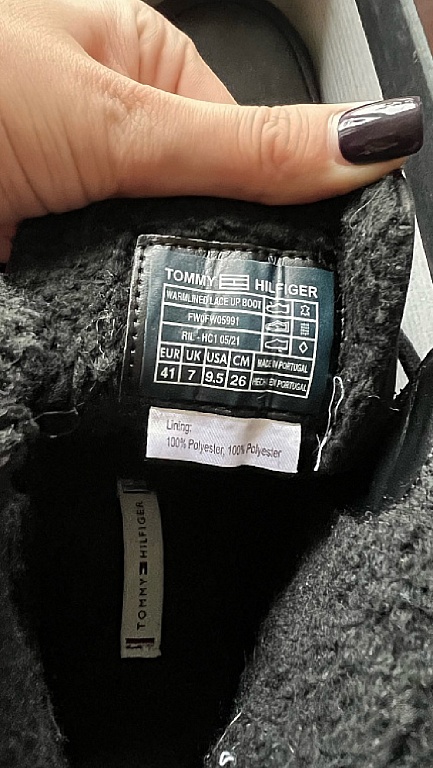 TOMMY HILFIGER
WARMLINED LACE UP BOOT
FW0FW05991
RIL - HC1 05/21
EUR UK USA CM MADE IN PORTUGAL
41 7 9.5 26 HECHO EN PORTUGAL
Lining:
100% Polyester, 100% Polyester
TOMMY HILFIGER